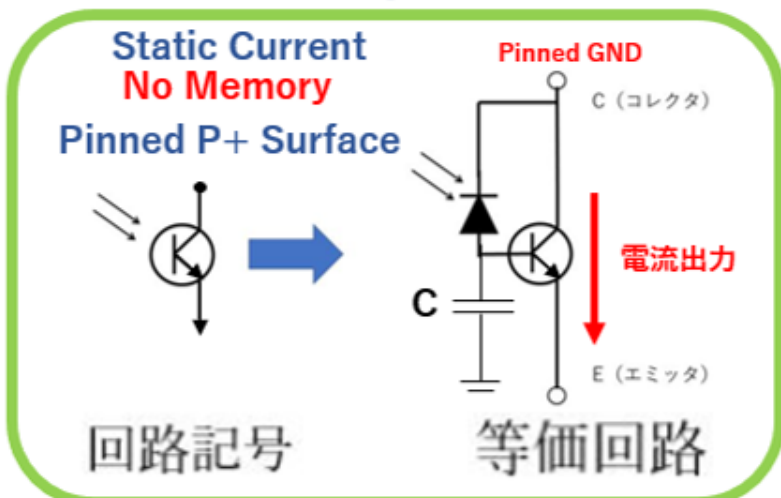 Static Current
No Memory
Pinned P+ Surface
Pinned GND
C（コレクタ）
電流出力
C
E（エミッタ）
回路記号
等価回路